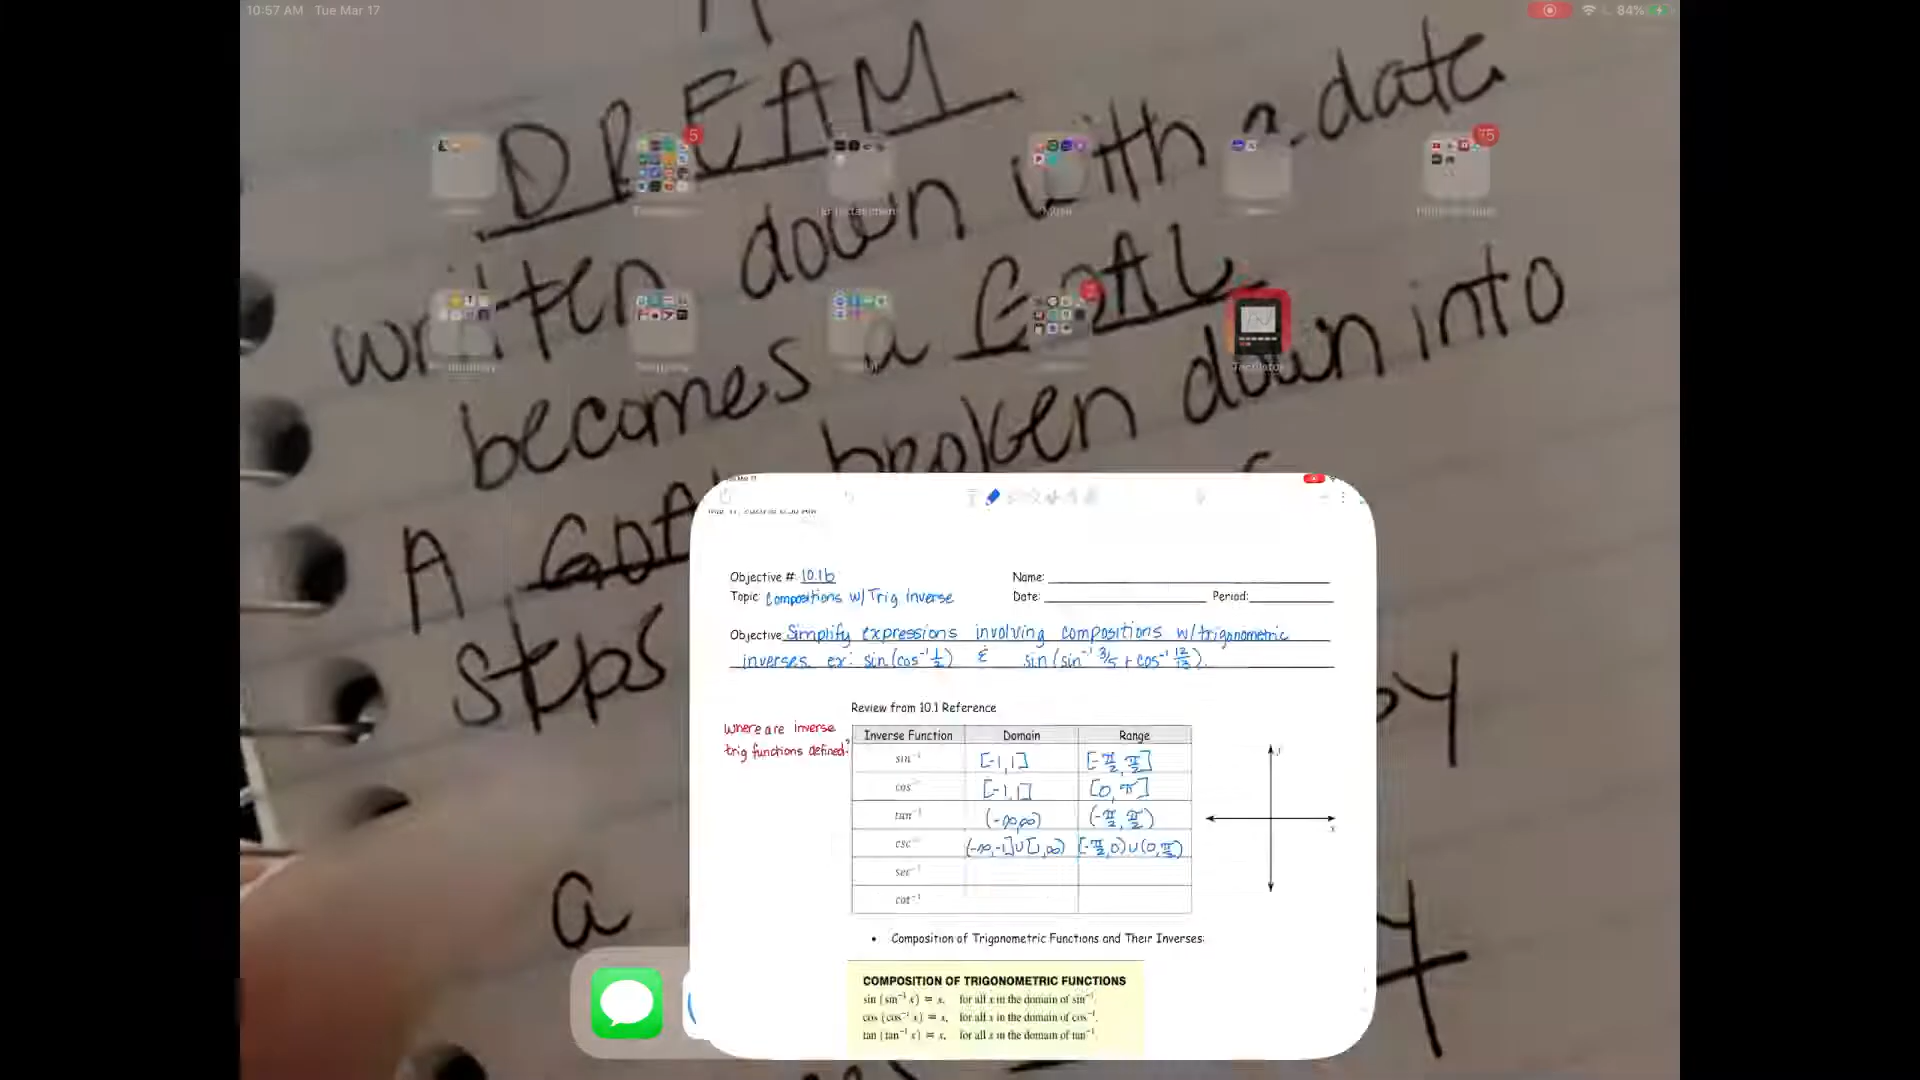 10:57 AM Tue Mar 17
84%
DREAM
written down with a date
becomes a GOAL
broken down into
A GOA
steps
a
5
Objective # 10.1b
Name:
Topic: Compositions w/ Trig Inverse
Date: Period:
Objective: Simplify expressions involving compositions w/ trigonometric
inverses. ex: sin(cos⁻¹ 1/2) & sin(sin⁻¹ 3/5 + cos⁻¹ 12/13).
Review from 10.1 Reference
Where are inverse
trig functions defined?
Inverse Function Domain Range
sin⁻¹ [-1,1] [-π/2, π/2]
cos⁻¹ [-1,1] [0, π]
tan⁻¹ (-∞,∞) (-π/2, π/2)
csc⁻¹ (-∞,-1]∪[1,∞) [-π/2,0)∪(0,π/2]
sec⁻¹
cot⁻¹
y
x
• Composition of Trigonometric Functions and Their Inverses:
COMPOSITION OF TRIGONOMETRIC FUNCTIONS
sin (sin⁻¹ x) = x, for all x in the domain of sin⁻¹.
cos (cos⁻¹ x) = x, for all x in the domain of cos⁻¹.
tan (tan⁻¹ x) = x, for all x in the domain of tan⁻¹.